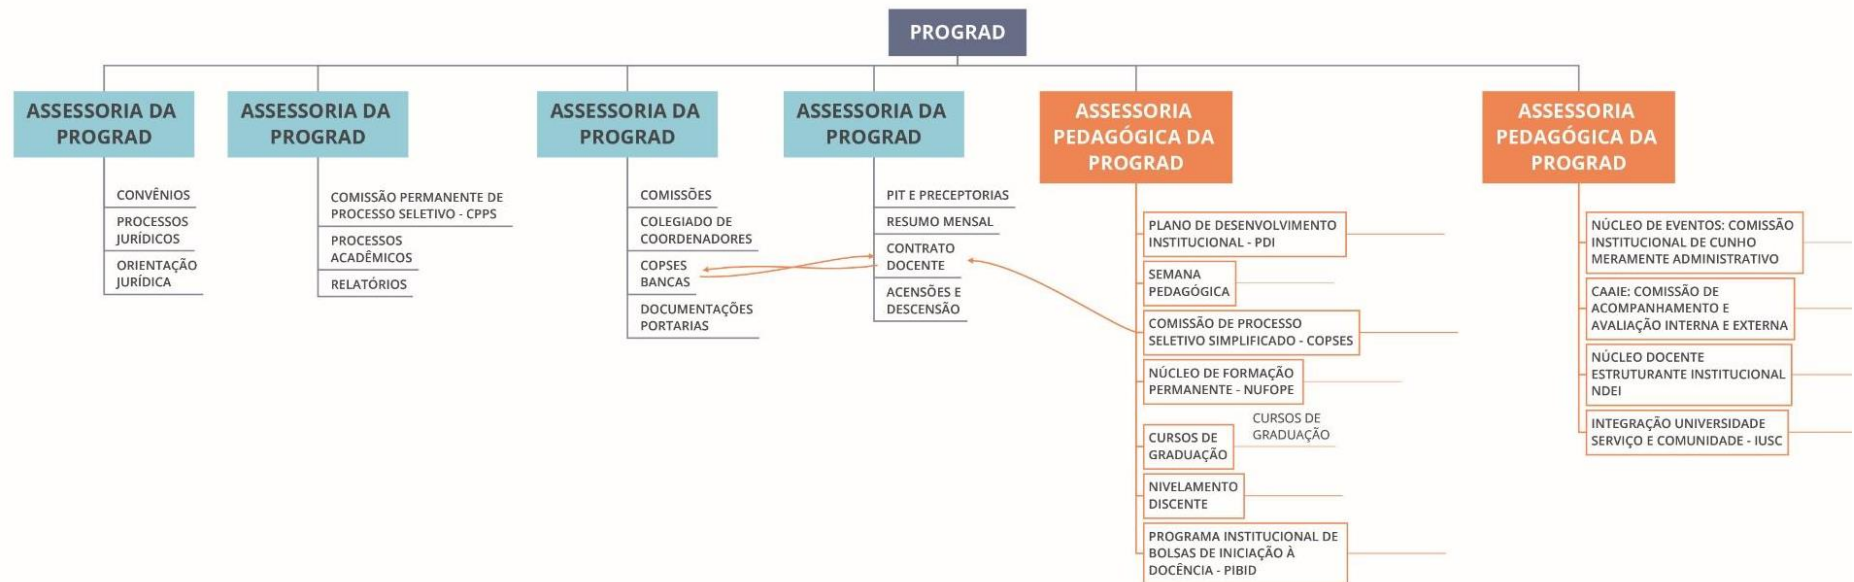 PROGRAD
ASSESSORIA DA
PROGRAD
CONVÊNIOS
PROCESSOS
JURÍDICOS
ORIENTAÇÃO
JURÍDICA
ASSESSORIA DA
PROGRAD
COMISSÃO PERMANENTE DE
PROCESSO SELETIVO - CPPS
PROCESSOS
ACADÊMICOS
RELATÓRIOS
ASSESSORIA DA
PROGRAD
COMISSÕES
COLEGIADO DE
COORDENADORES
COPSES
BANCAS
DOCUMENTAÇÕES
PORTARIAS
ASSESSORIA DA
PROGRAD
PIT E PRECEPTORIAS
RESUMO MENSAL
CONTRATO
DOCENTE
ACENSÕES E
DESCENSÃO
ASSESSORIA
PEDAGÓGICA DA
PROGRAD
PLANO DE DESENVOLVIMENTO
INSTITUCIONAL - PDI
SEMANA
PEDAGÓGICA
COMISSÃO DE PROCESSO
SELETIVO SIMPLIFICADO - COPSES
NÚCLEO DE FORMAÇÃO
PERMANENTE - NUFOPE
CURSOS DE
GRADUAÇÃO
CURSOS DE
GRADUAÇÃO
NIVELAMENTO
DISCENTE
PROGRAMA INSTITUCIONAL DE
BOLSAS DE INICIAÇÃO À
DOCÊNCIA - PIBID
ASSESSORIA
PEDAGÓGICA DA
PROGRAD
NÚCLEO DE EVENTOS: COMISSÃO
INSTITUCIONAL DE CUNHO
MERAMENTE ADMINISTRATIVO
CAAIE: COMISSÃO DE
ACOMPANHAMENTO E
AVALIAÇÃO INTERNA E EXTERNA
NÚCLEO DOCENTE
ESTRUTURANTE INSTITUCIONAL
NDEI
INTEGRAÇÃO UNIVERSIDADE
SERVIÇO E COMUNIDADE - IUSC